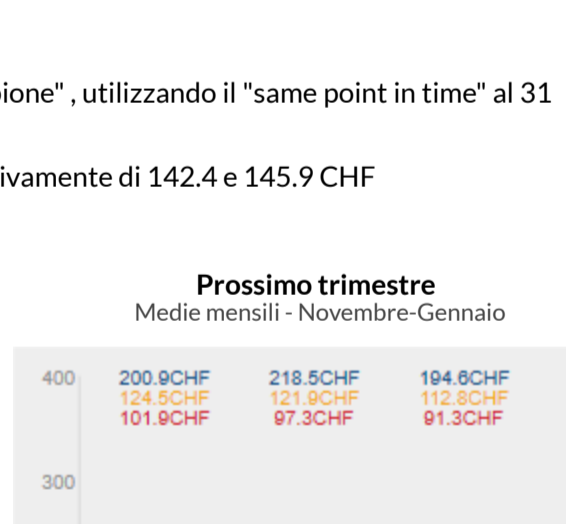 ione" , utilizzando il "same point in time" al 31
ivamente di 142.4 e 145.9 CHF
Prossimo trimestre
Medie mensili - Novembre-Gennaio
400 200.9CHF 218.5CHF 194.6CHF
124.5CHF 121.9CHF 112.8CHF
101.9CHF 97.3CHF 91.3CHF
300